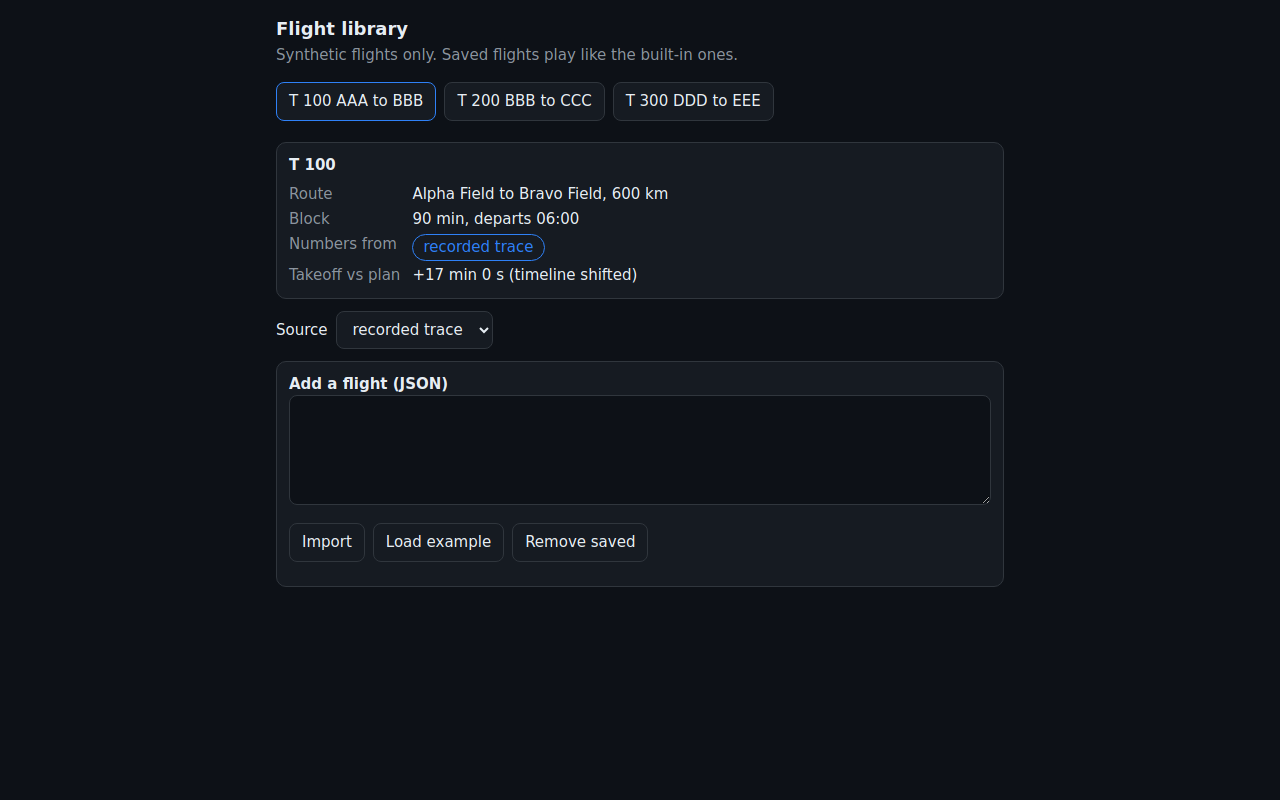 Flight library
Synthetic flights only. Saved flights play like the built-in ones.
T 100 AAA to BBB T 200 BBB to CCC T 300 DDD to EEE
T 100
Route Alpha Field to Bravo Field, 600 km
Block 90 min, departs 06:00
Numbers from recorded trace
Takeoff vs plan +17 min 0 s (timeline shifted)
Source recorded trace
Add a flight (JSON)
Import Load example Remove saved